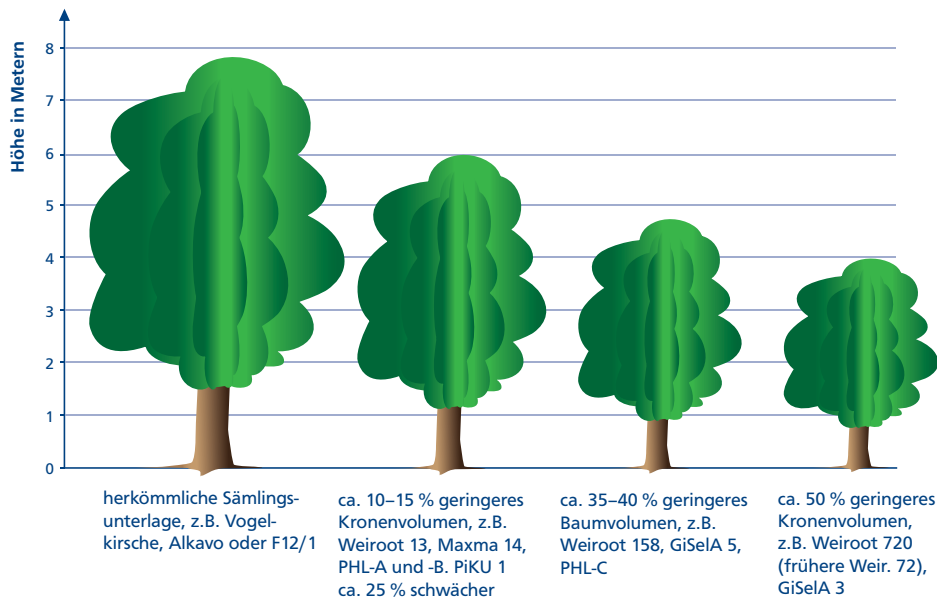 Höhe in Metern
8
7
6
5
4
3
2
1
0
herkömmliche Sämlings-
unterlage, z.B. Vogel-
kirsche, Alkavo oder F12/1
ca. 10–15 % geringeres
Kronenvolumen, z.B.
Weiroot 13, Maxma 14,
PHL-A und -B. PiKU 1
ca. 25 % schwächer
ca. 35–40 % geringeres
Baumvolumen, z.B.
Weiroot 158, GiSelA 5,
PHL-C
ca. 50 % geringeres
Kronenvolumen,
z.B. Weiroot 720
(frühere Weir. 72),
GiSelA 3